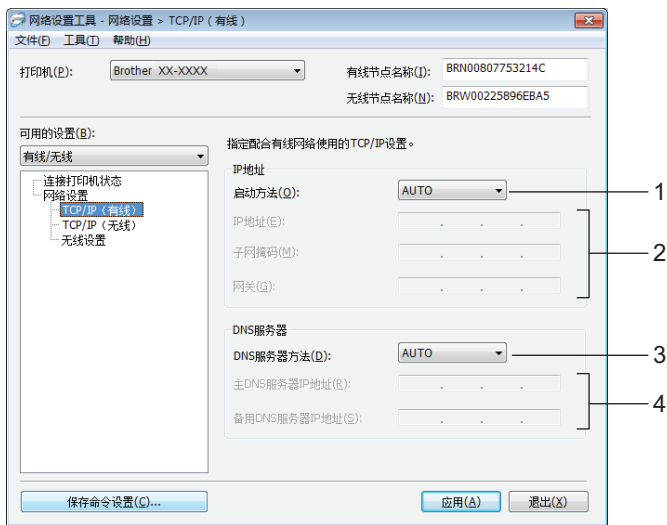 网络设置工具 - 网络设置 > TCP/IP（有线）
文件(F) 工具(T) 帮助(H)
打印机(P): Brother XX-XXXX 有线节点名称(I): BRN00807753214C
无线节点名称(N): BRW00225896EBA5
可用的设置(B):
有线/无线
连接打印机状态
网络设置
TCP/IP（有线）
TCP/IP（无线）
无线设置
指定配合有线网络使用的TCP/IP设置。
IP地址
启动方法(O): AUTO 1
IP地址(E): . . .
子网掩码(M): . . . 2
网关(G): . . .
DNS服务器
DNS服务器方法(D): AUTO 3
主DNS服务器IP地址(R): . . .
4
备用DNS服务器IP地址(S): . . .
保存命令设置(C)... 应用(A) 退出(X)